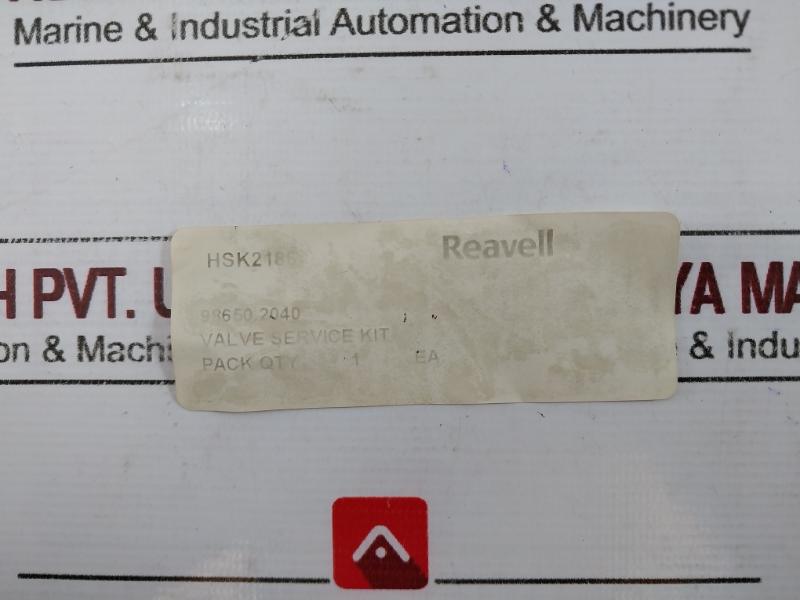 Marine & Industrial Automation & Machinery
H PVT.
YA MA
on & Machi
& Indu
Reavell
98650 2040
VALVE SERVICE KIT
PACK QTY 1 EA